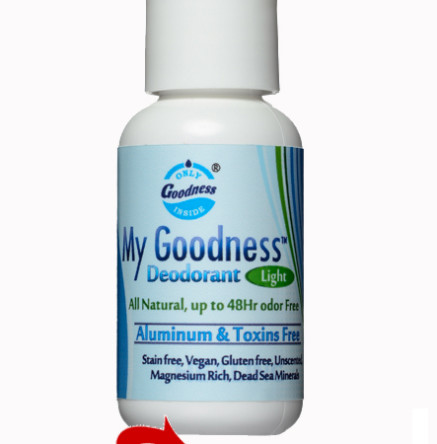 ONLY
Goodness ®
INSIDE
My Goodness™
Deodorant Light
All Natural, up to 48Hr odor Free
Aluminum & Toxins Free
Stain free, Vegan, Gluten free, Unscented
Magnesium Rich, Dead Sea Minerals